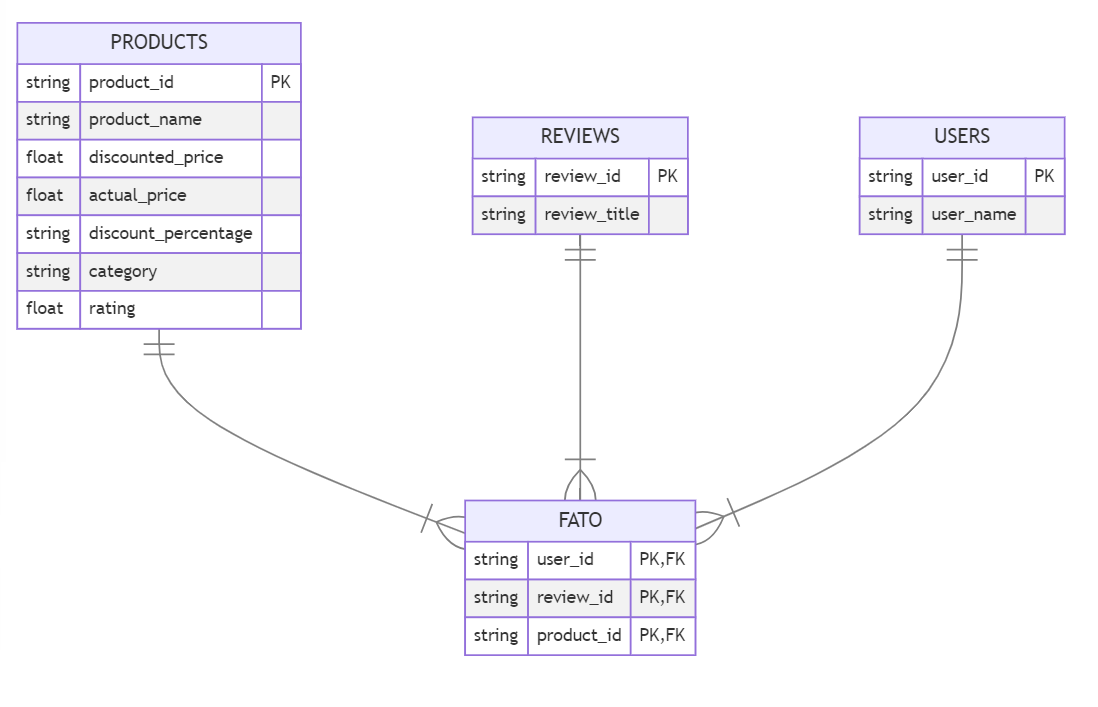 PRODUCTS
string product_id PK
string product_name
float discounted_price
float actual_price
string discount_percentage
string category
float rating
REVIEWS
string review_id PK
string review_title
USERS
string user_id PK
string user_name
FATO
string user_id PK,FK
string review_id PK,FK
string product_id PK,FK